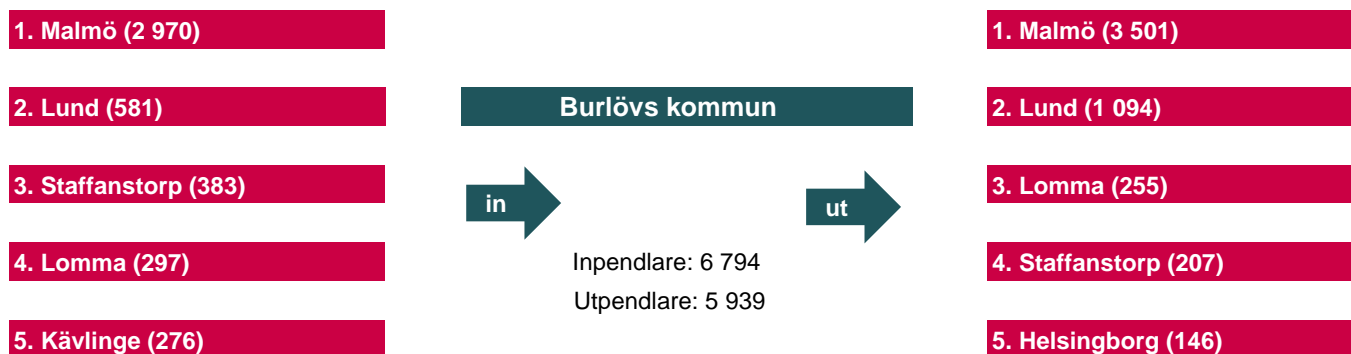 1. Malmö (2 970)
2. Lund (581)
3. Staffanstorp (383)
4. Lomma (297)
5. Kävlinge (276)
Burlövs kommun
in
ut
Inpendlare: 6 794
Utpendlare: 5 939
1. Malmö (3 501)
2. Lund (1 094)
3. Lomma (255)
4. Staffanstorp (207)
5. Helsingborg (146)